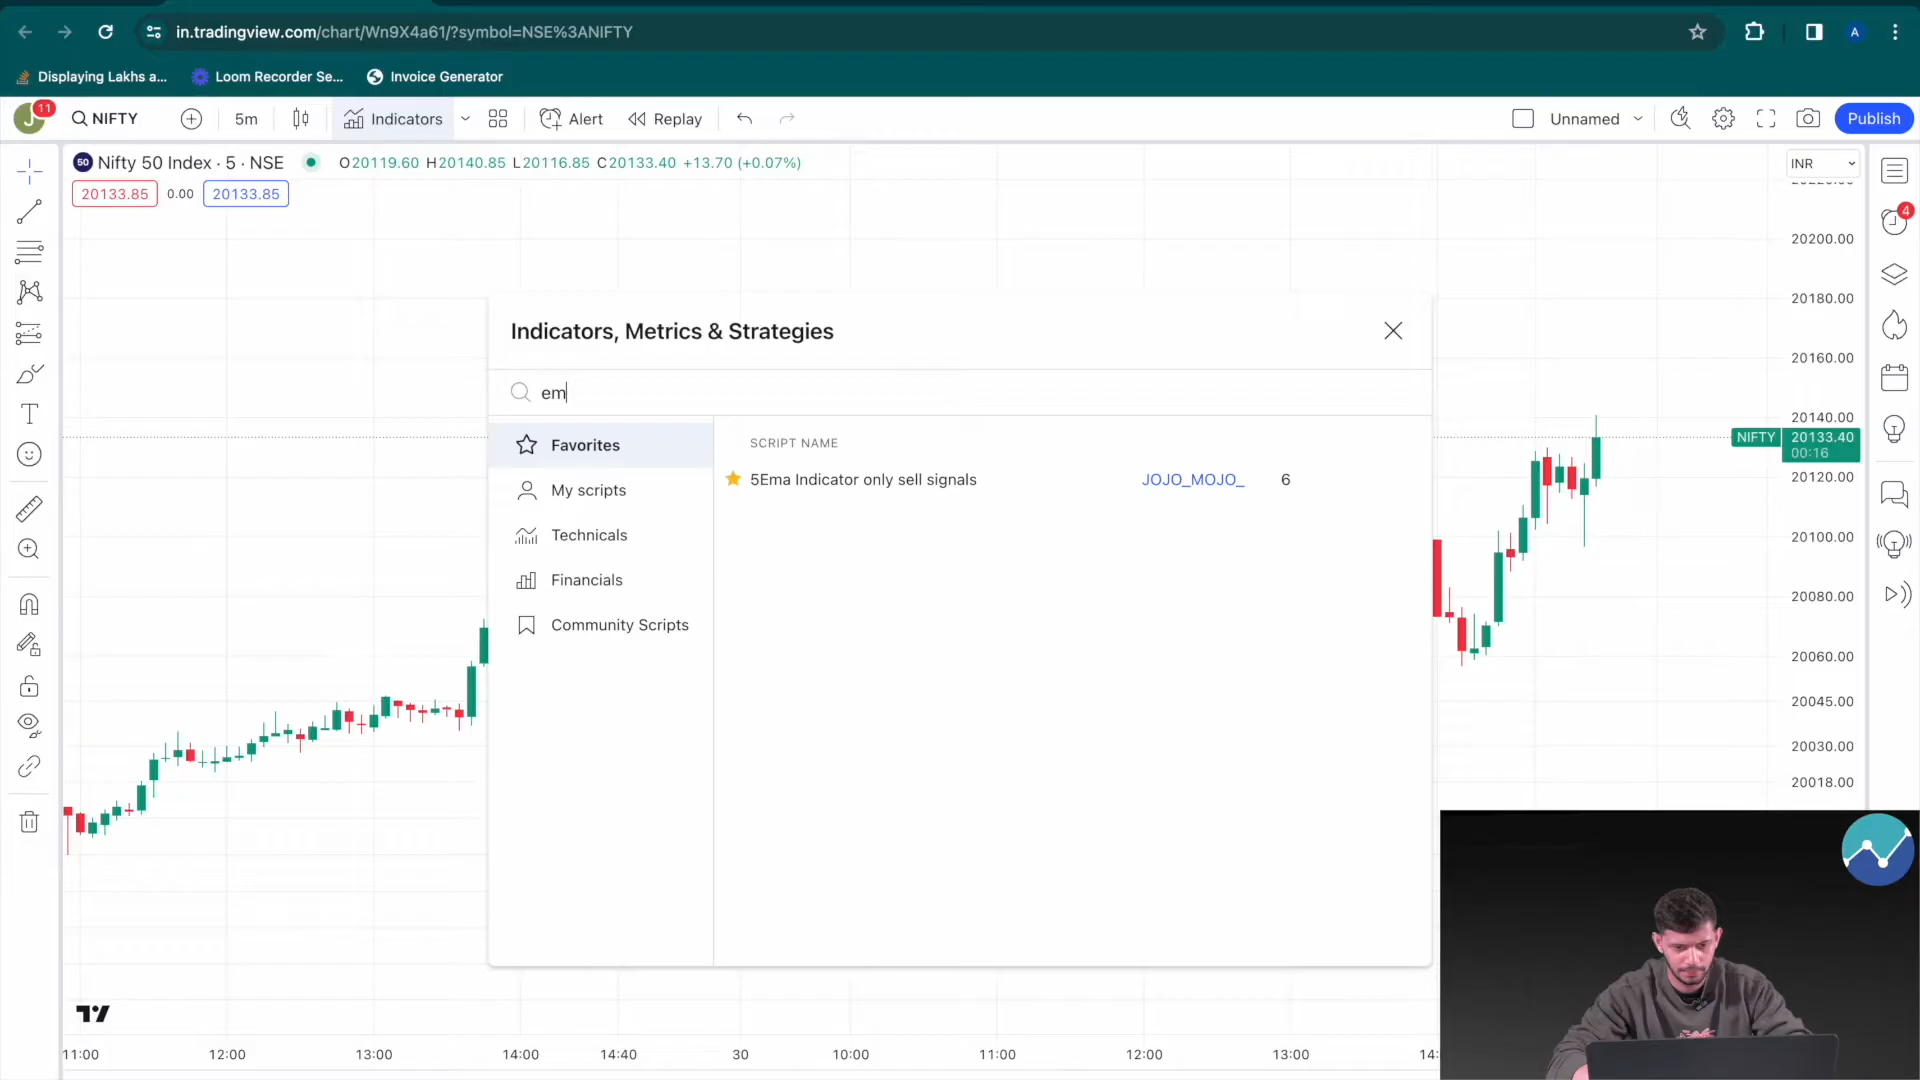 in.tradingview.com/chart/Wn9X4a61/?symbol=NSE%3ANIFTY
A
Displaying Lakhs a...
Loom Recorder Se...
Invoice Generator
J
11
NIFTY
5m
Indicators
Alert
Replay
Unnamed
Publish
50
Nifty 50 Index · 5 · NSE
O20119.60 H20140.85 L20116.85 C20133.40 +13.70 (+0.07%)
INR
20133.85
0.00
20133.85
4
20220.00
20200.00
20180.00
20160.00
20140.00
NIFTY
20133.40
00:16
20120.00
20100.00
20080.00
20060.00
20045.00
20030.00
20018.00
Indicators, Metrics & Strategies
em
Favorites
My scripts
Technicals
Financials
Community Scripts
SCRIPT NAME
5Ema Indicator only sell signals
JOJO_MOJO_
6
11:00
12:00
13:00
14:00
14:40
30
10:00
11:00
12:00
13:00
14: